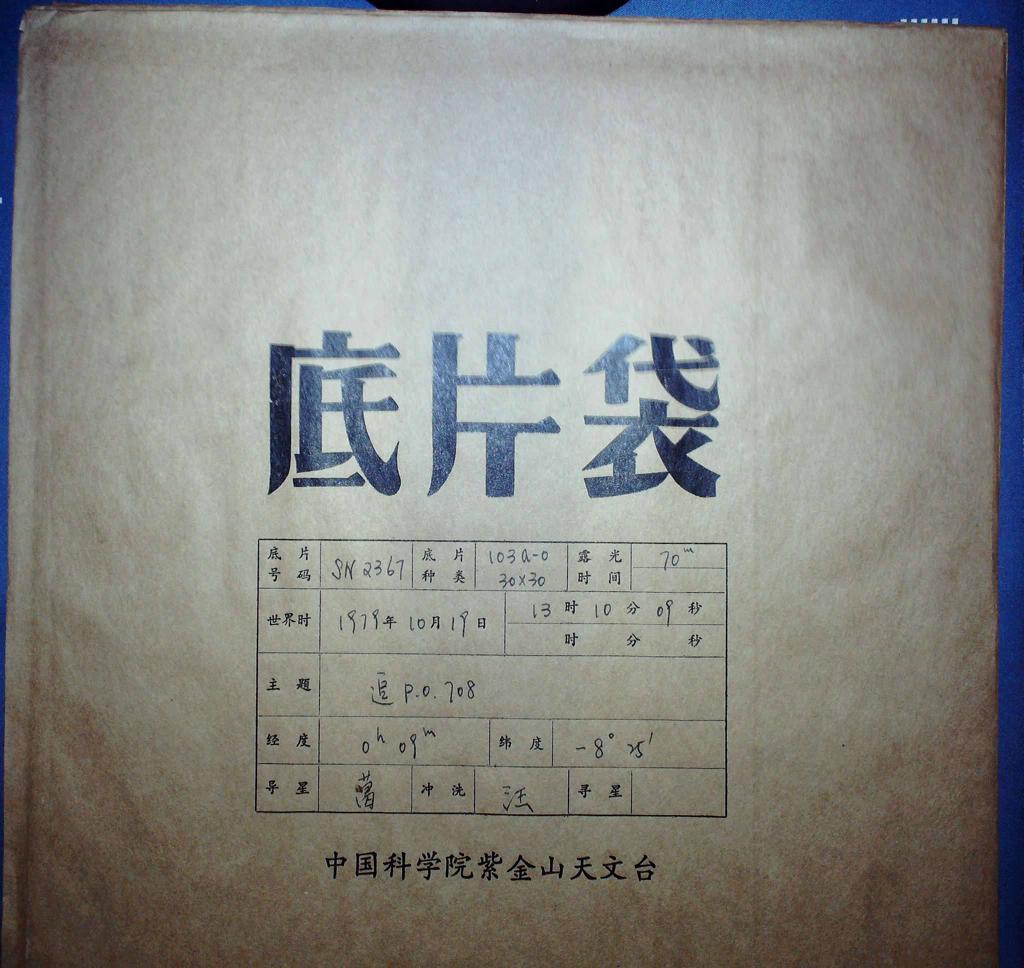 底片袋
底片号码 SN 2367 底片种类 103a-0 30×30 露光时间 70m
世界时 1979年10月19日 13时10分09秒
时 分 秒
主题 追 P.O. 708
经度 0h 09m 纬度 -8° 25'
导星 冲洗 汪 寻星
中国科学院紫金山天文台